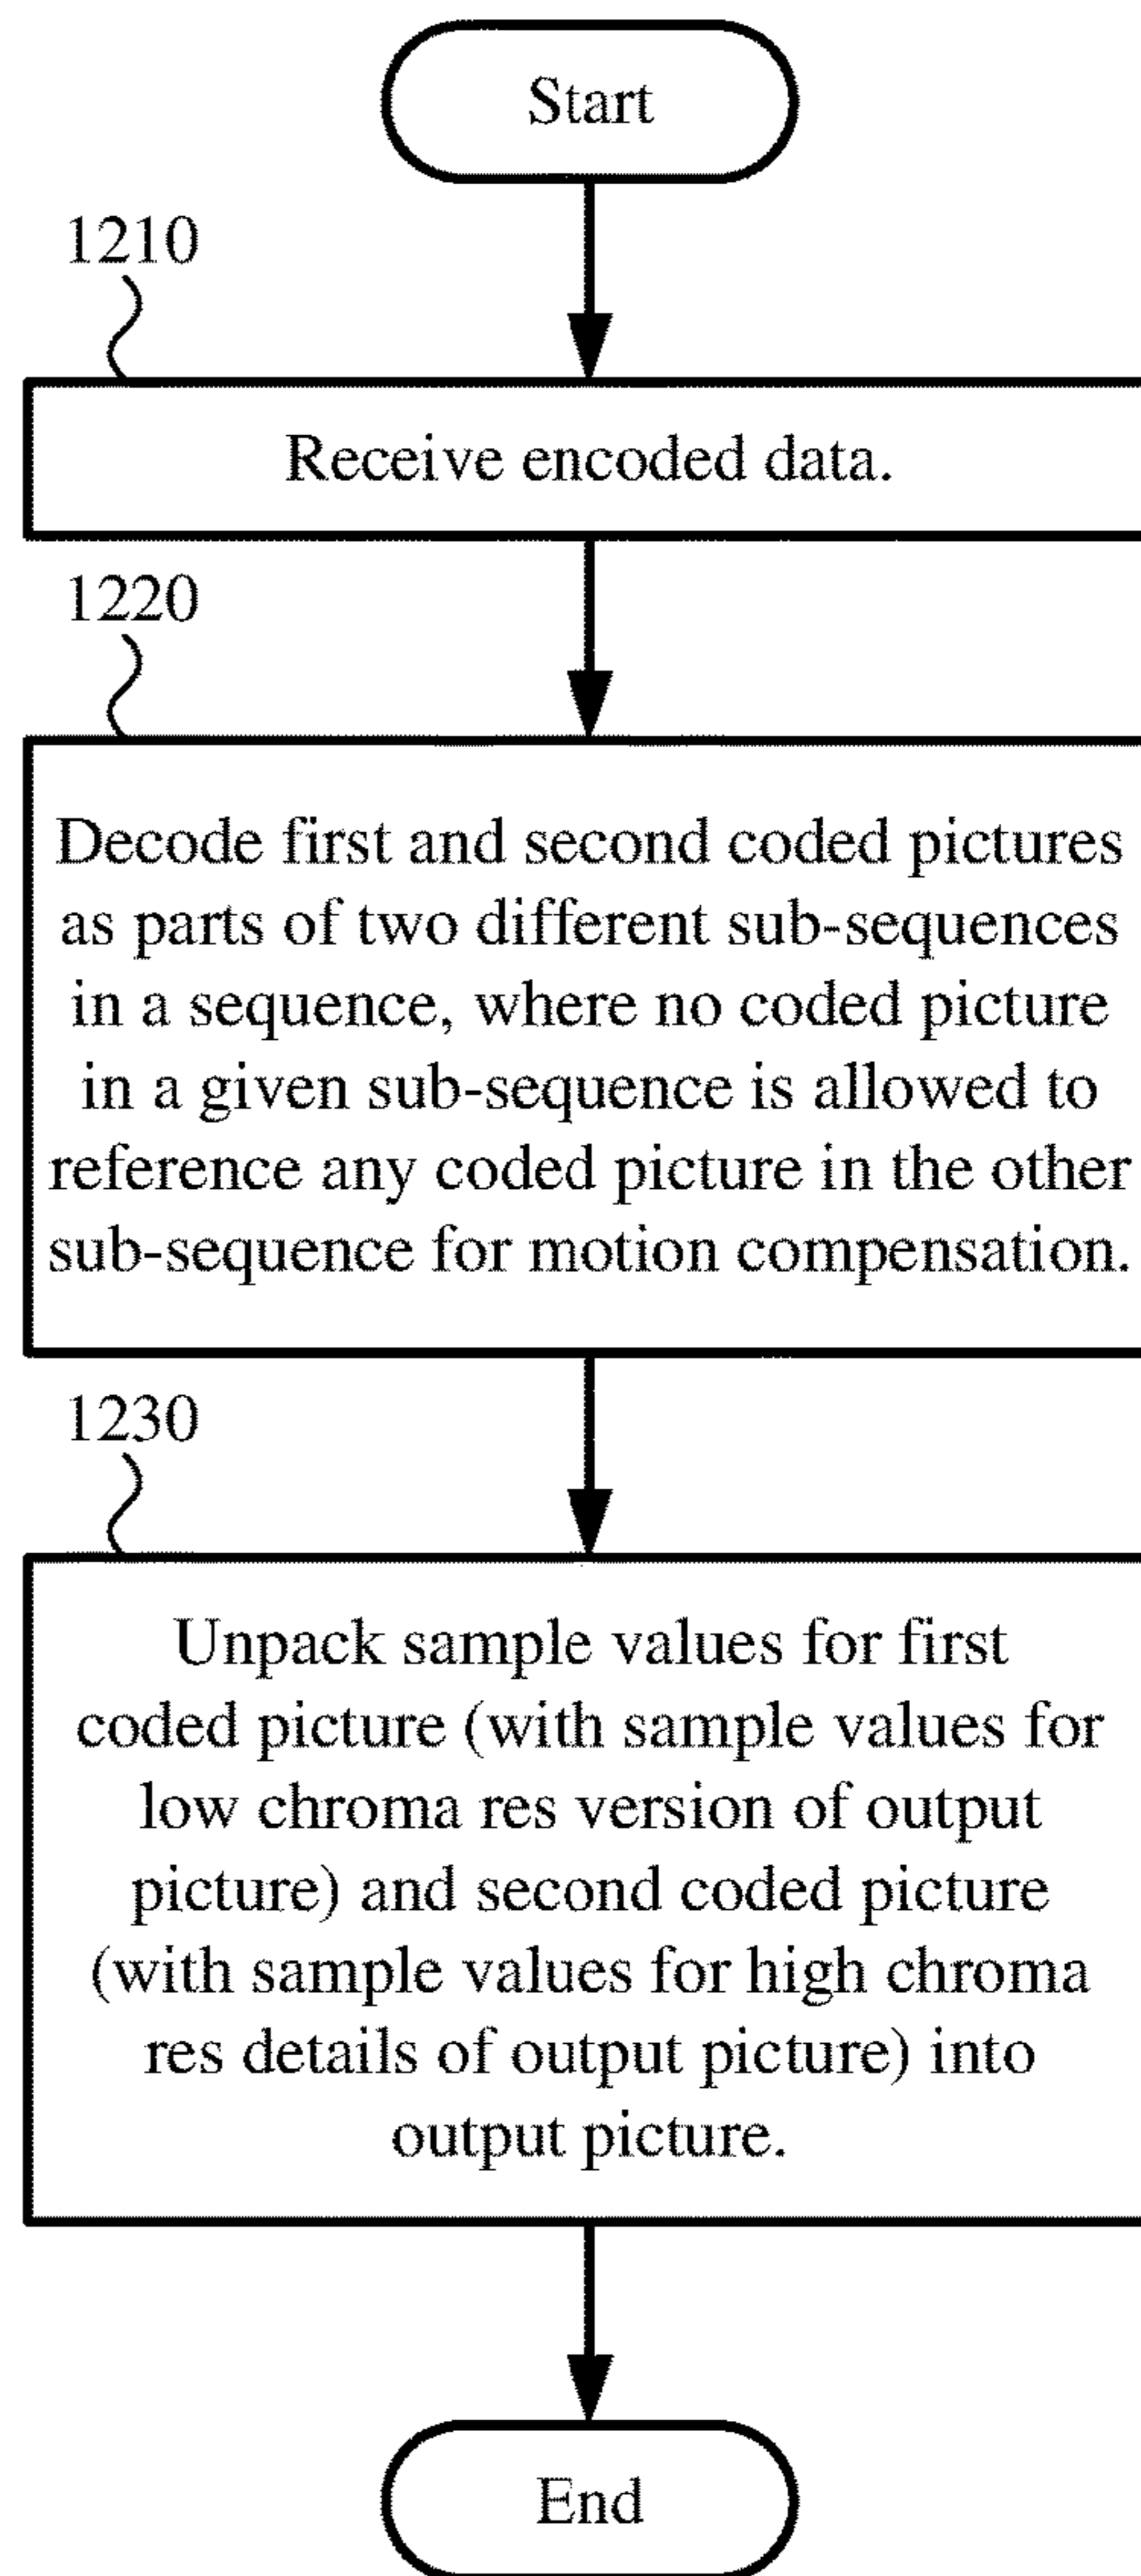 Start
1210
Receive encoded data.
1220
Decode first and second coded pictures
as parts of two different sub-sequences
in a sequence, where no coded picture
in a given sub-sequence is allowed to
reference any coded picture in the other
sub-sequence for motion compensation.
1230
Unpack sample values for first
coded picture (with sample values for
low chroma res version of output
picture) and second coded picture
(with sample values for high chroma
res details of output picture) into
output picture.
End